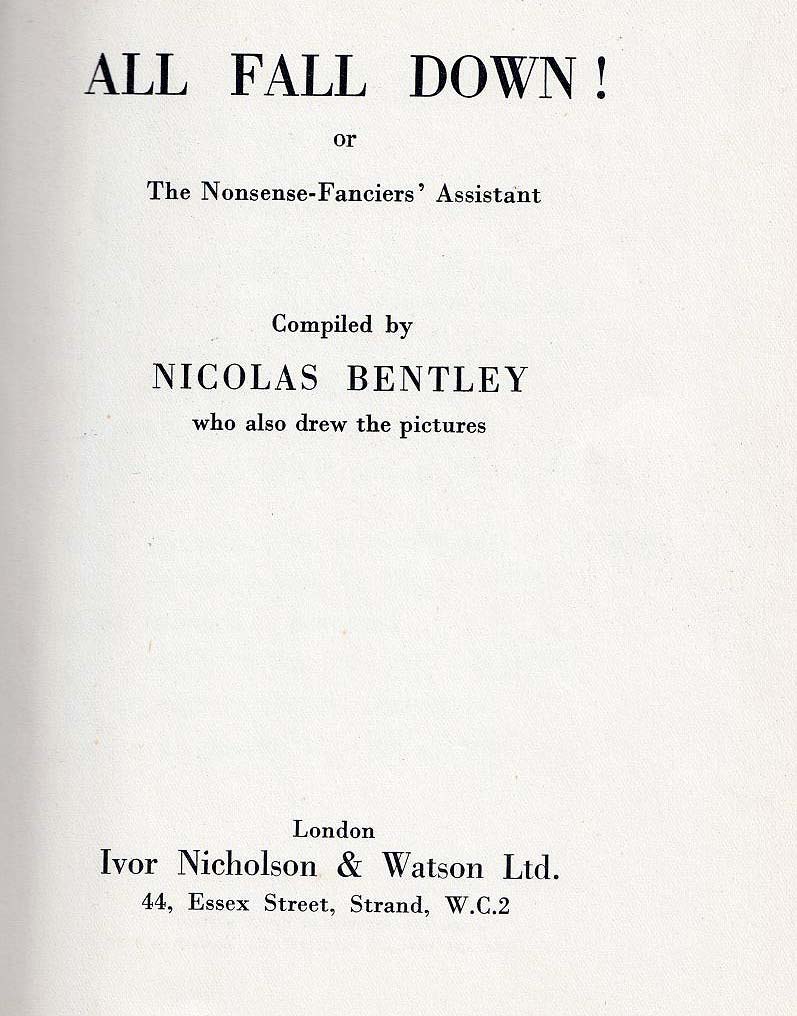 ALL FALL DOWN!
or
The Nonsense-Fanciers' Assistant
Compiled by
NICOLAS BENTLEY
who also drew the pictures
London
Ivor Nicholson & Watson Ltd.
44, Essex Street, Strand, W.C.2